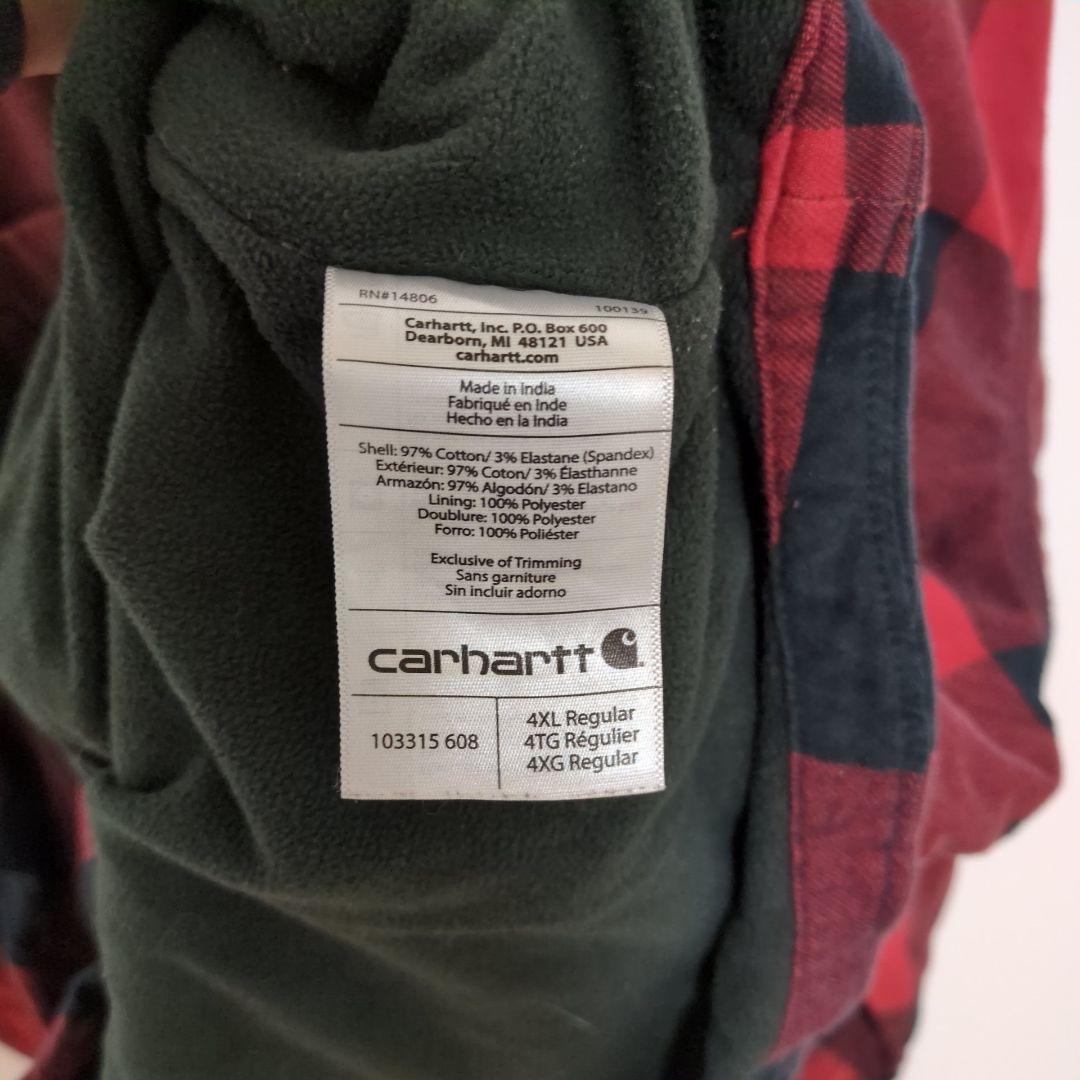 RN#14806
100139
Carhartt, Inc. P.O. Box 600
Dearborn, MI 48121 USA
carhartt.com
Made in India
Fabriqué en Inde
Hecho en la India
Shell: 97% Cotton/ 3% Elastane (Spandex)
Extérieur: 97% Coton/ 3% Élasthanne
Armazón: 97% Algodón/ 3% Elastano
Lining: 100% Polyester
Doublure: 100% Polyester
Forro: 100% Poliéster
Exclusive of Trimming
Sans garniture
Sin incluir adorno
carhartt
103315 608
4XL Regular
4TG Régulier
4XG Regular